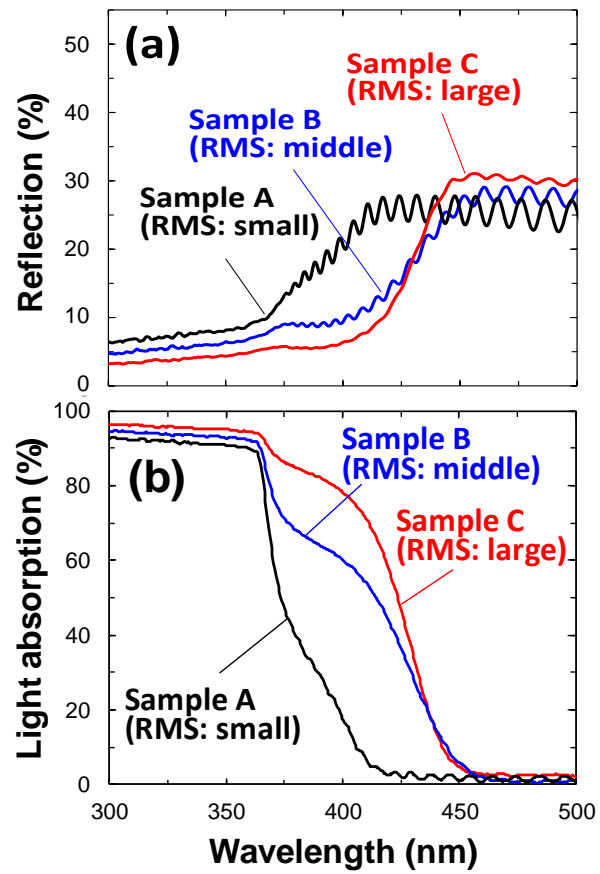 (a)
Reflection (%)
50
40
30
20
10
0
Sample C
(RMS: large)
Sample B
(RMS: middle)
Sample A
(RMS: small)
(b)
Light absorption (%)
100
80
60
40
20
0
Sample B
(RMS: middle)
Sample C
(RMS: large)
Sample A
(RMS: small)
300
350
400
450
500
Wavelength (nm)